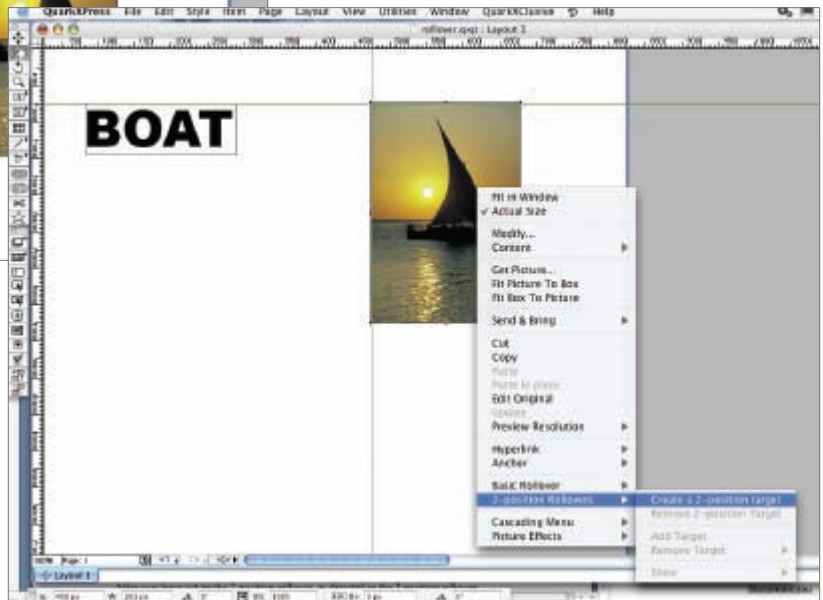 QuarkXPress File Edit Style Item Page Layout View Utilities Window QuarkXClusive Help
rollover.qxp : Layout 1
BOAT
Fit in Window
✓ Actual Size
Modify...
Content
Get Picture...
Fit Picture To Box
Fit Box To Picture
Send & Bring
Cut
Copy
Paste
Paste In place
Edit Original
Update
Preview Resolution
Hyperlink
Anchor
Basic Rollover
2-position Rollovers
Create a 2-position target
Remove 2-position Target
Cascading Menu
Add Target
Picture Effects
Remove Target
Show
Layout 1